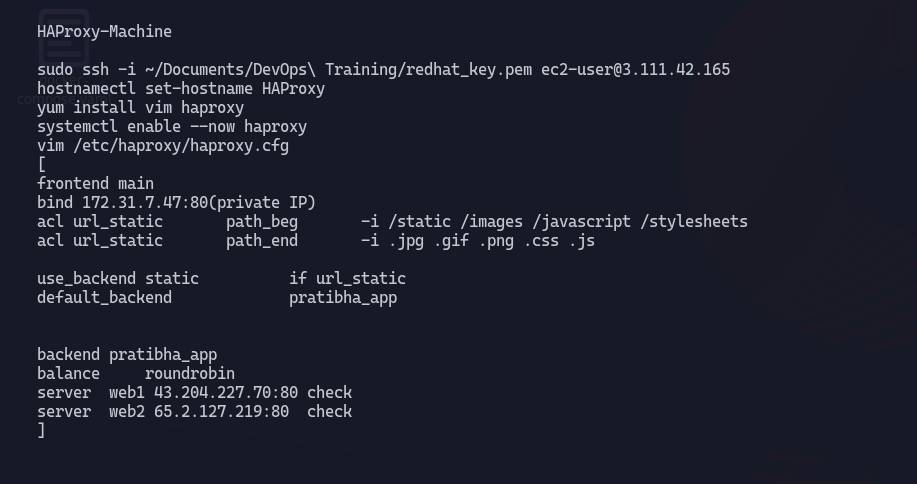 HAProxy-Machine
sudo ssh -i ~/Documents/DevOps\ Training/redhat_key.pem ec2-user@3.111.42.165
hostnamectl set-hostname HAProxy
yum install vim haproxy
systemctl enable --now haproxy
vim /etc/haproxy/haproxy.cfg
[
frontend main
bind 172.31.7.47:80(private IP)
acl url_static       path_beg       -i /static /images /javascript /stylesheets
acl url_static       path_end       -i .jpg .gif .png .css .js
use_backend static          if url_static
default_backend             pratibha_app
backend pratibha_app
balance     roundrobin
server  web1 43.204.227.70:80 check
server  web2 65.2.127.219:80  check
]